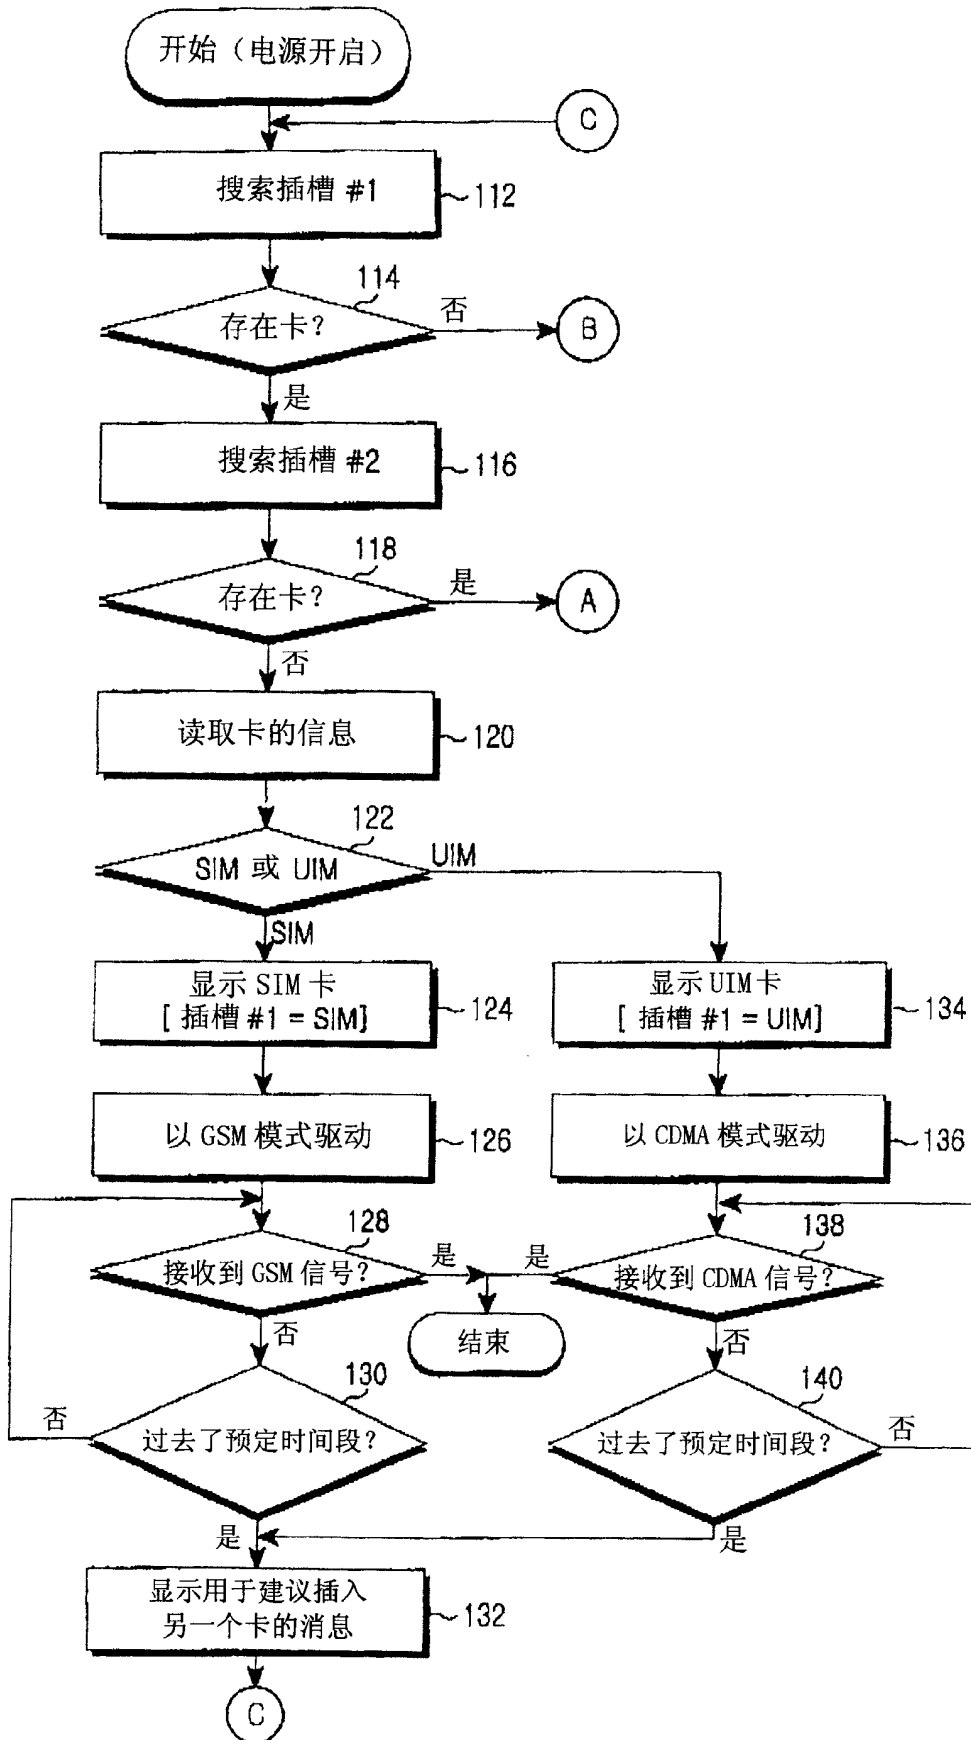 开始（电源开启）
C
搜索插槽 #1
112
114
存在卡？
否
B
是
搜索插槽 #2
116
118
存在卡？
是
A
否
读取卡的信息
120
122
SIM 或 UIM
UIM
SIM
显示 SIM 卡
[ 插槽 #1 = SIM]
124
显示 UIM 卡
[ 插槽 #1 = UIM]
134
以 GSM 模式驱动
126
以 CDMA 模式驱动
136
128
接收到 GSM 信号？
是
是
138
接收到 CDMA 信号？
结束
否
否
130
过去了预定时间段？
否
140
过去了预定时间段？
否
是
是
显示用于建议插入
另一个卡的消息
132
C